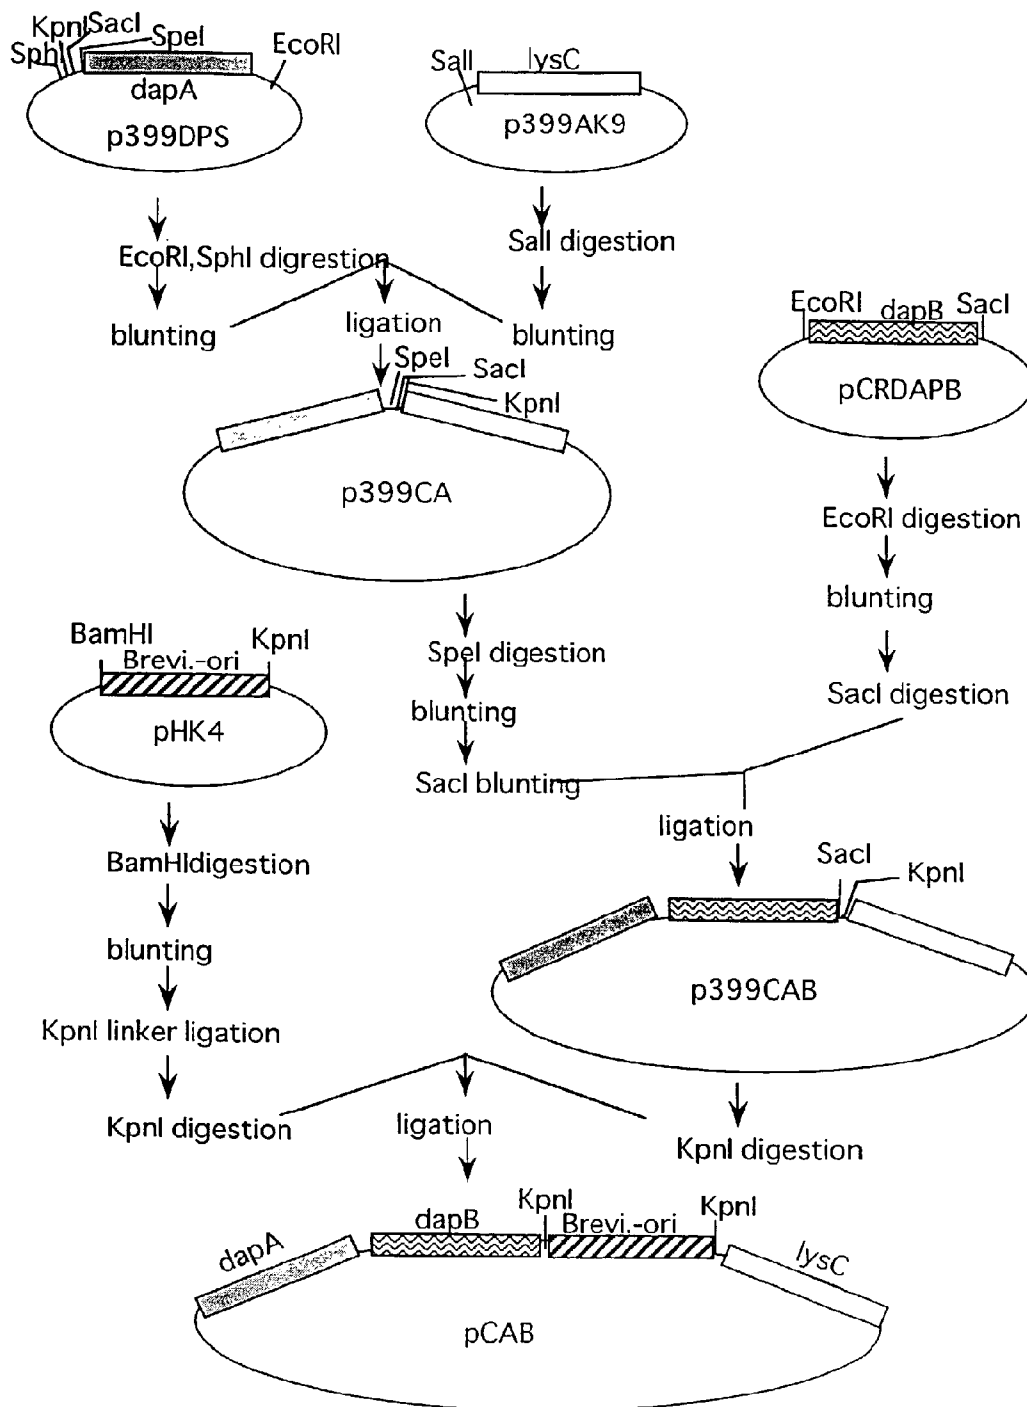 KpnI SacI
SphI SpeI EcoRI
dapA
p399DPS
SalI lysC
p399AK9
EcoRI,SphI digrestion
blunting
SalI digestion
blunting
ligation
SpeI
SacI
KpnI
p399CA
EcoRI dapB SacI
pCRDAPB
EcoRI digestion
blunting
SacI digestion
SpeI digestion
blunting
SacI blunting
ligation
BamHI KpnI
Brevi.-ori
pHK4
BamHIdigestion
blunting
KpnI linker ligation
KpnI digestion
SacI
KpnI
p399CAB
KpnI digestion
ligation
KpnI KpnI
dapA dapB Brevi.-ori lysC
pCAB